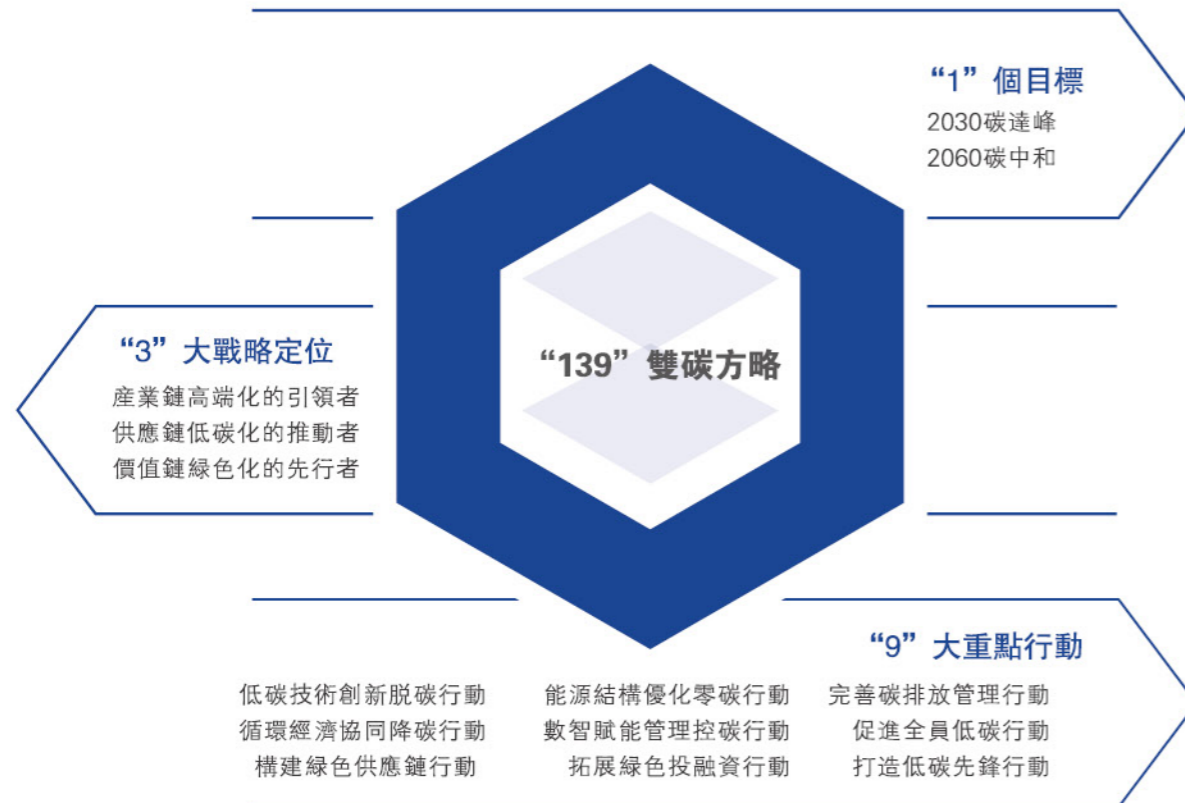 “1”個目標
2030碳達峰
2060碳中和
“3”大戰略定位
産業鏈高端化的引領者
供應鏈低碳化的推動者
價值鏈緑色化的先行者
“139”雙碳方略
“9”大重點行動
低碳技術創新脱碳行動
循環經濟協同降碳行動
構建緑色供應鏈行動
能源結構優化零碳行動
數智賦能管理控碳行動
拓展緑色投融資行動
完善碳排放管理行動
促進全員低碳行動
打造低碳先鋒行動